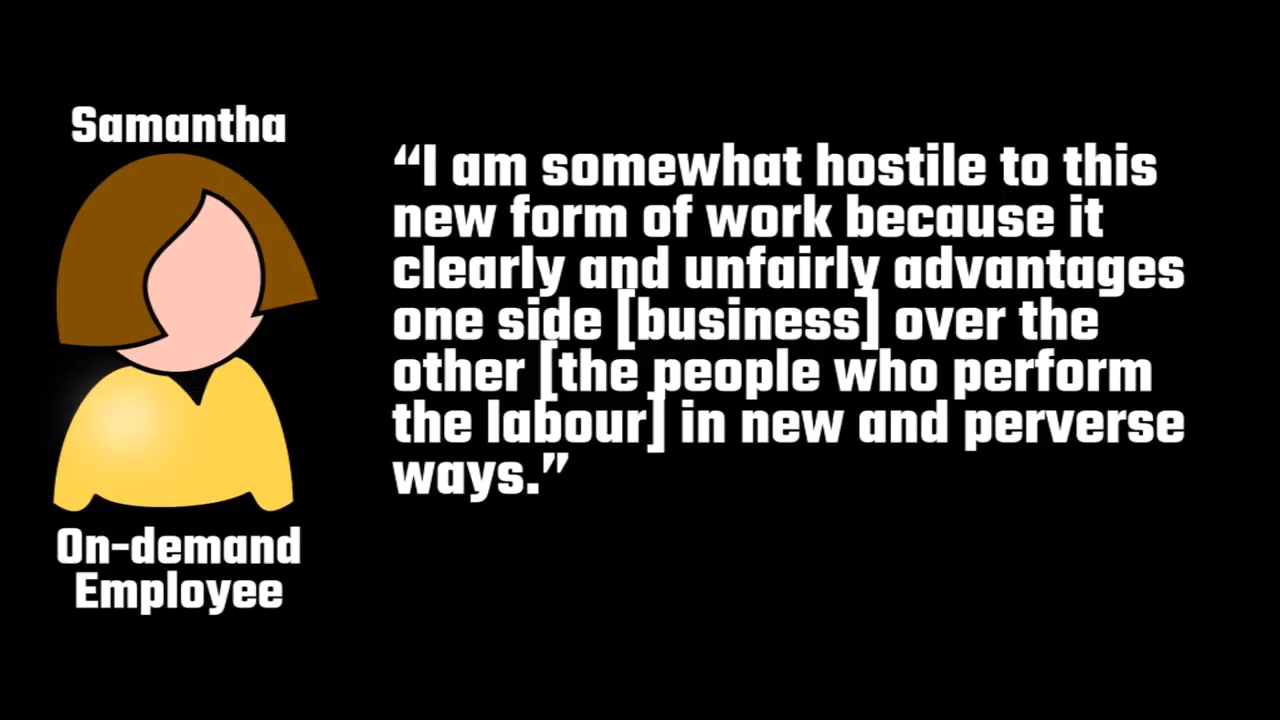 Samantha
“I am somewhat hostile to this
new form of work because it
clearly and unfairly advantages
one side [business] over the
other [the people who perform
the labour] in new and perverse
ways.”
On-demand
Employee